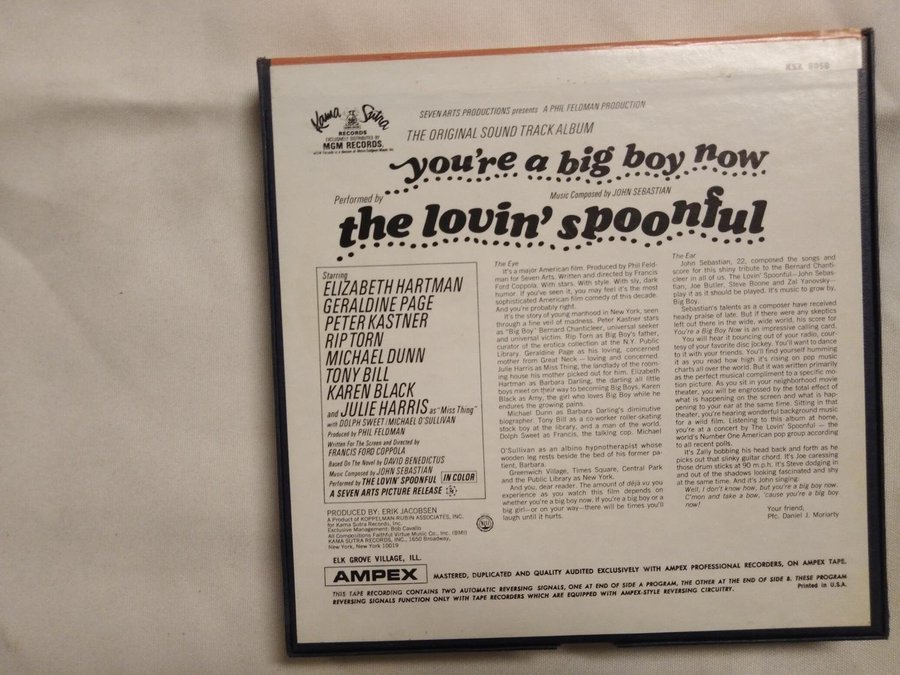 KSX 8058
Kama Sutra
RECORDS
EXCLUSIVELY DISTRIBUTED BY
MGM RECORDS.
SEVEN ARTS PRODUCTIONS presents A PHIL FELDMAN PRODUCTION
THE ORIGINAL SOUND TRACK ALBUM
you're a big boy now
Performed by
Music Composed by JOHN SEBASTIAN
the lovin' spoonful
Starring
ELIZABETH HARTMAN
GERALDINE PAGE
PETER KASTNER
RIP TORN
MICHAEL DUNN
TONY BILL
KAREN BLACK
and JULIE HARRIS as "Miss Thing"
with DOLPH SWEET/MICHAEL O'SULLIVAN
Produced by PHIL FELDMAN
Written For The Screen and Directed by
FRANCIS FORD COPPOLA
Based On The Novel by DAVID BENEDICTUS
Music Composed by JOHN SEBASTIAN
Performed by THE LOVIN' SPOONFUL
IN COLOR
A SEVEN ARTS PICTURE RELEASE
PRODUCED BY: ERIK JACOBSEN
A Product of KOPPELMAN-RUBIN ASSOCIATES, INC.
for Kama Sutra Records, Inc.
Exclusive Management: Bob Cavallo
All Compositions Faithful Virtue Music Co., Inc. (BMI)
KAMA SUTRA RECORDS, INC., 1650 Broadway,
New York, New York 10019
The Eye
It's a major American film. Produced by Phil Feld-
man for Seven Arts. Written and directed by Francis
Ford Coppola. With stars. With style. With sly, dark
humor. If you've seen it, you may feel it's the most
sophisticated American film comedy of this decade.
And you're probably right.
It's the story of young manhood in New York, seen
through a fine veil of madness. Peter Kastner stars
as "Big Boy" Bernard Chanticleer, universal seeker
and universal victim. Rip Torn as Big Boy's father,
curator of the erotica collection at the N.Y. Public
Library. Geraldine Page as his loving, concerned
mother from Great Neck — loving and concerned.
Julie Harris as Miss Thing, the landlady of the room-
ing house his mother picked out for him. Elizabeth
Hartman as Barbara Darling, the darling all little
boys meet on their way to becoming Big Boys. Karen
Black as Amy, the girl who loves Big Boy while he
endures the growing pains.
Michael Dunn as Barbara Darling's diminutive
biographer. Tony Bill as a co-worker roller-skating
stock boy at the library, and a man of the world.
Dolph Sweet as Francis, the talking cop. Michael
O'Sullivan as an albino hypnotherapist whose
wooden leg rests beside the bed of his former pa-
tient, Barbara.
Greenwich Village, Times Square, Central Park
and the Public Library as New York.
And you, dear reader. The amount of déjà vu you
experience as you watch this film depends on
whether you're a big boy now. If you're a big boy or a
big girl—or on your way—there will be times you'll
laugh until it hurts.
The Ear
John Sebastian, 22, composed the songs and
score for this shiny tribute to the Bernard Chanti-
cleer in all of us. The Lovin' Spoonful—John Sebas-
tian, Joe Butler, Steve Boone and Zal Yanovsky—
play it as it should be played. It's music to grow by,
Big Boy.
Sebastian's talents as a composer have received
heady praise of late. But if there were any skeptics
left out there in the wide, wide world, his score for
You're a Big Boy Now is an impressive calling card.
You will hear it bouncing out of your radio, cour-
tesy of your favorite disc jockey. You'll want to dance
to it with your friends. You'll find yourself humming
it as you read how high it's rising on pop music
charts all over the world. But it was written primarily
as the perfect musical compliment to a specific mo-
tion picture. As you sit in your neighborhood movie
theater, you will be engrossed by the total effect of
what is happening on the screen and what is hap-
pening to your ear at the same time. Sitting in that
theater, you're hearing wonderful background music
for a wild film. Listening to this album at home,
you're at a concert by The Lovin' Spoonful — the
world's Number One American pop group according
to all recent polls.
It's Zally bobbing his head back and forth as he
picks out that slinky guitar chord. It's Joe caressing
those drum sticks at 90 m.p.h. It's Steve dodging in
and out of the shadows looking fascinated and shy
at the same time. And it's John singing.
Well, I don't know how, but you're a big boy now.
C'mon and take a bow, 'cause you're a big boy
now!
Your friend,
Pfc. Daniel J. Moriarty
ELK GROVE VILLAGE, ILL.
AMPEX MASTERED, DUPLICATED AND QUALITY AUDITED EXCLUSIVELY WITH AMPEX PROFESSIONAL RECORDERS, ON AMPEX TAPE.
THIS TAPE RECORDING CONTAINS TWO AUTOMATIC REVERSING SIGNALS, ONE AT END OF SIDE A PROGRAM, THE OTHER AT THE END OF SIDE B. THESE PROGRAM
REVERSING SIGNALS FUNCTION ONLY WITH TAPE RECORDERS WHICH ARE EQUIPPED WITH AMPEX-STYLE REVERSING CIRCUITRY.
Printed in U.S.A.